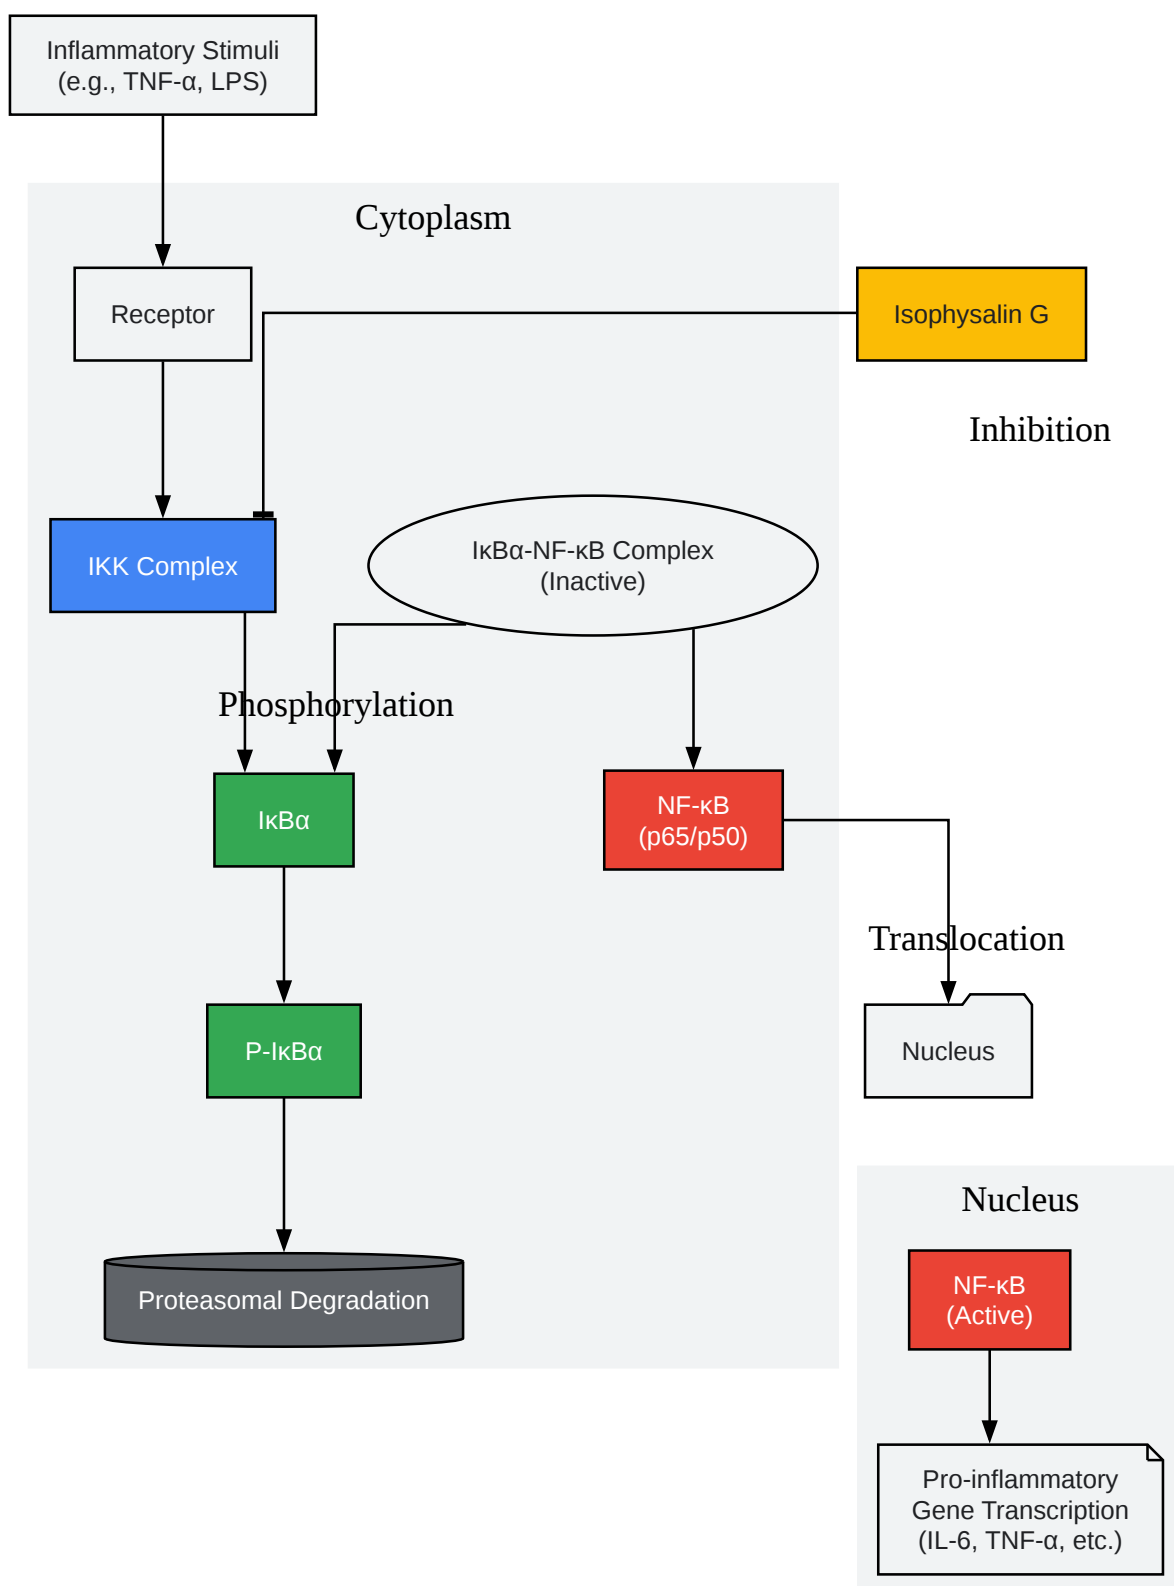 Inflammatory Stimuli
(e.g., TNF-α, LPS)
Cytoplasm
Receptor
Isophysalin G
Inhibition
IKK Complex
IκBα-NF-κB Complex
(Inactive)
Phosphorylation
IκBα
NF-κB
(p65/p50)
Translocation
P-IκBα
Nucleus
Nucleus
Proteasomal Degradation
NF-κB
(Active)
Pro-inflammatory
Gene Transcription
(IL-6, TNF-α, etc.)